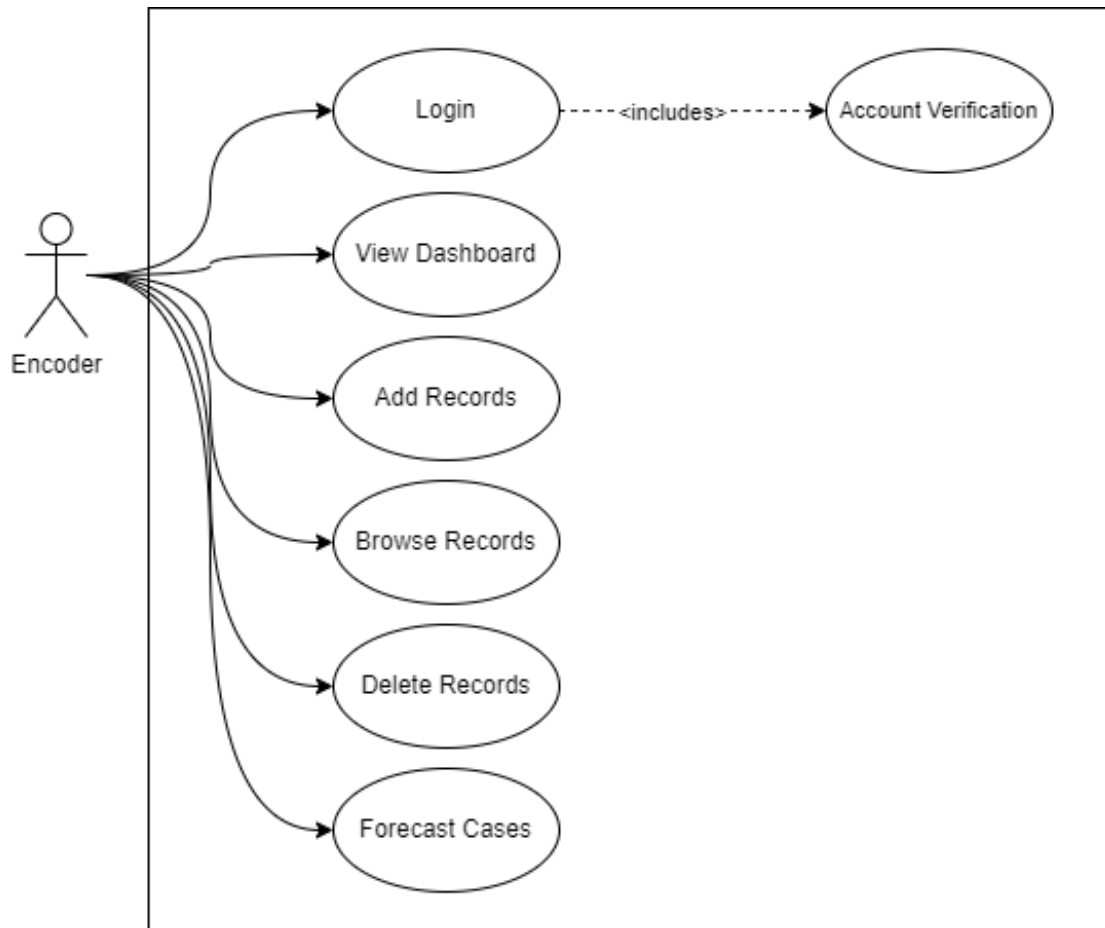 Login
<includes>
Account Verification
View Dashboard
Encoder
Add Records
Browse Records
Delete Records
Forecast Cases